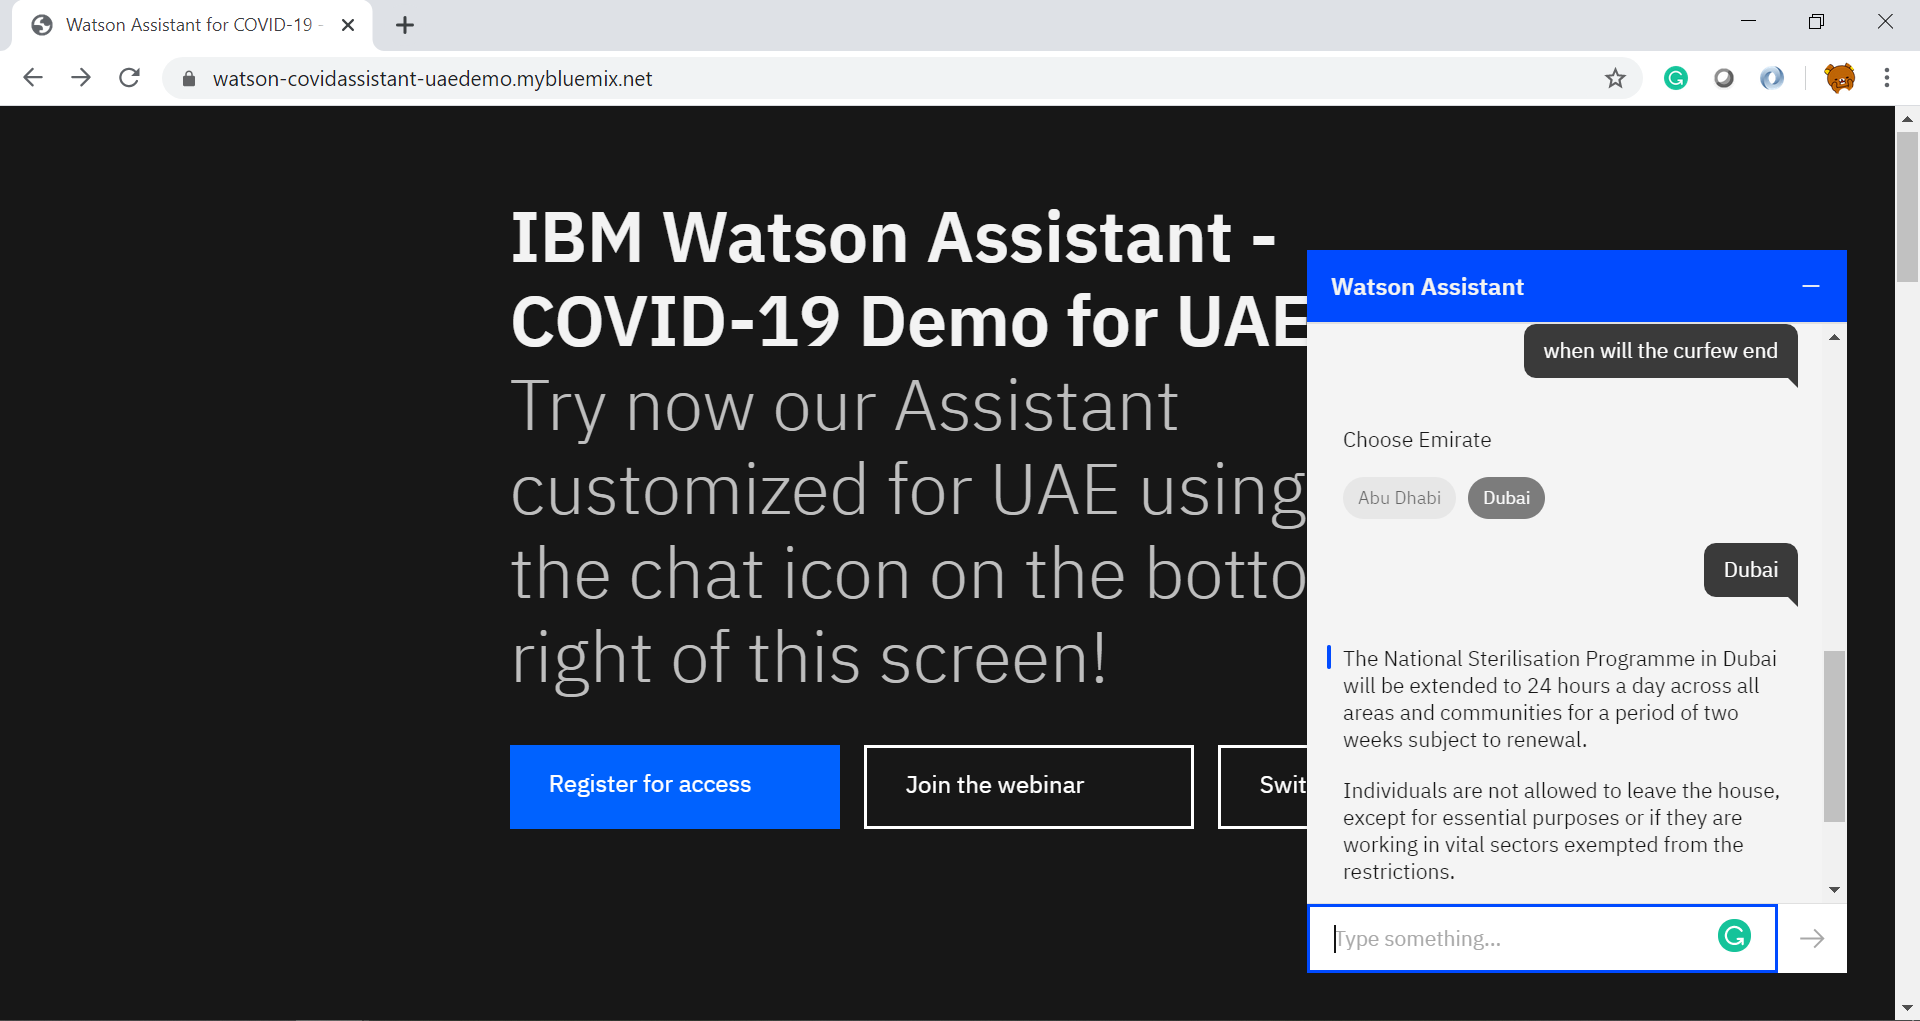 Watson Assistant for COVID-19 -
watson-covidassistant-uaedemo.mybluemix.net
IBM Watson Assistant -
COVID-19 Demo for UAE
Try now our Assistant
customized for UAE using
the chat icon on the botto
right of this screen!
Register for access
Join the webinar
Swit
Watson Assistant
when will the curfew end
Choose Emirate
Abu Dhabi
Dubai
Dubai
The National Sterilisation Programme in Dubai
will be extended to 24 hours a day across all
areas and communities for a period of two
weeks subject to renewal.
Individuals are not allowed to leave the house,
except for essential purposes or if they are
working in vital sectors exempted from the
restrictions.
Type something...